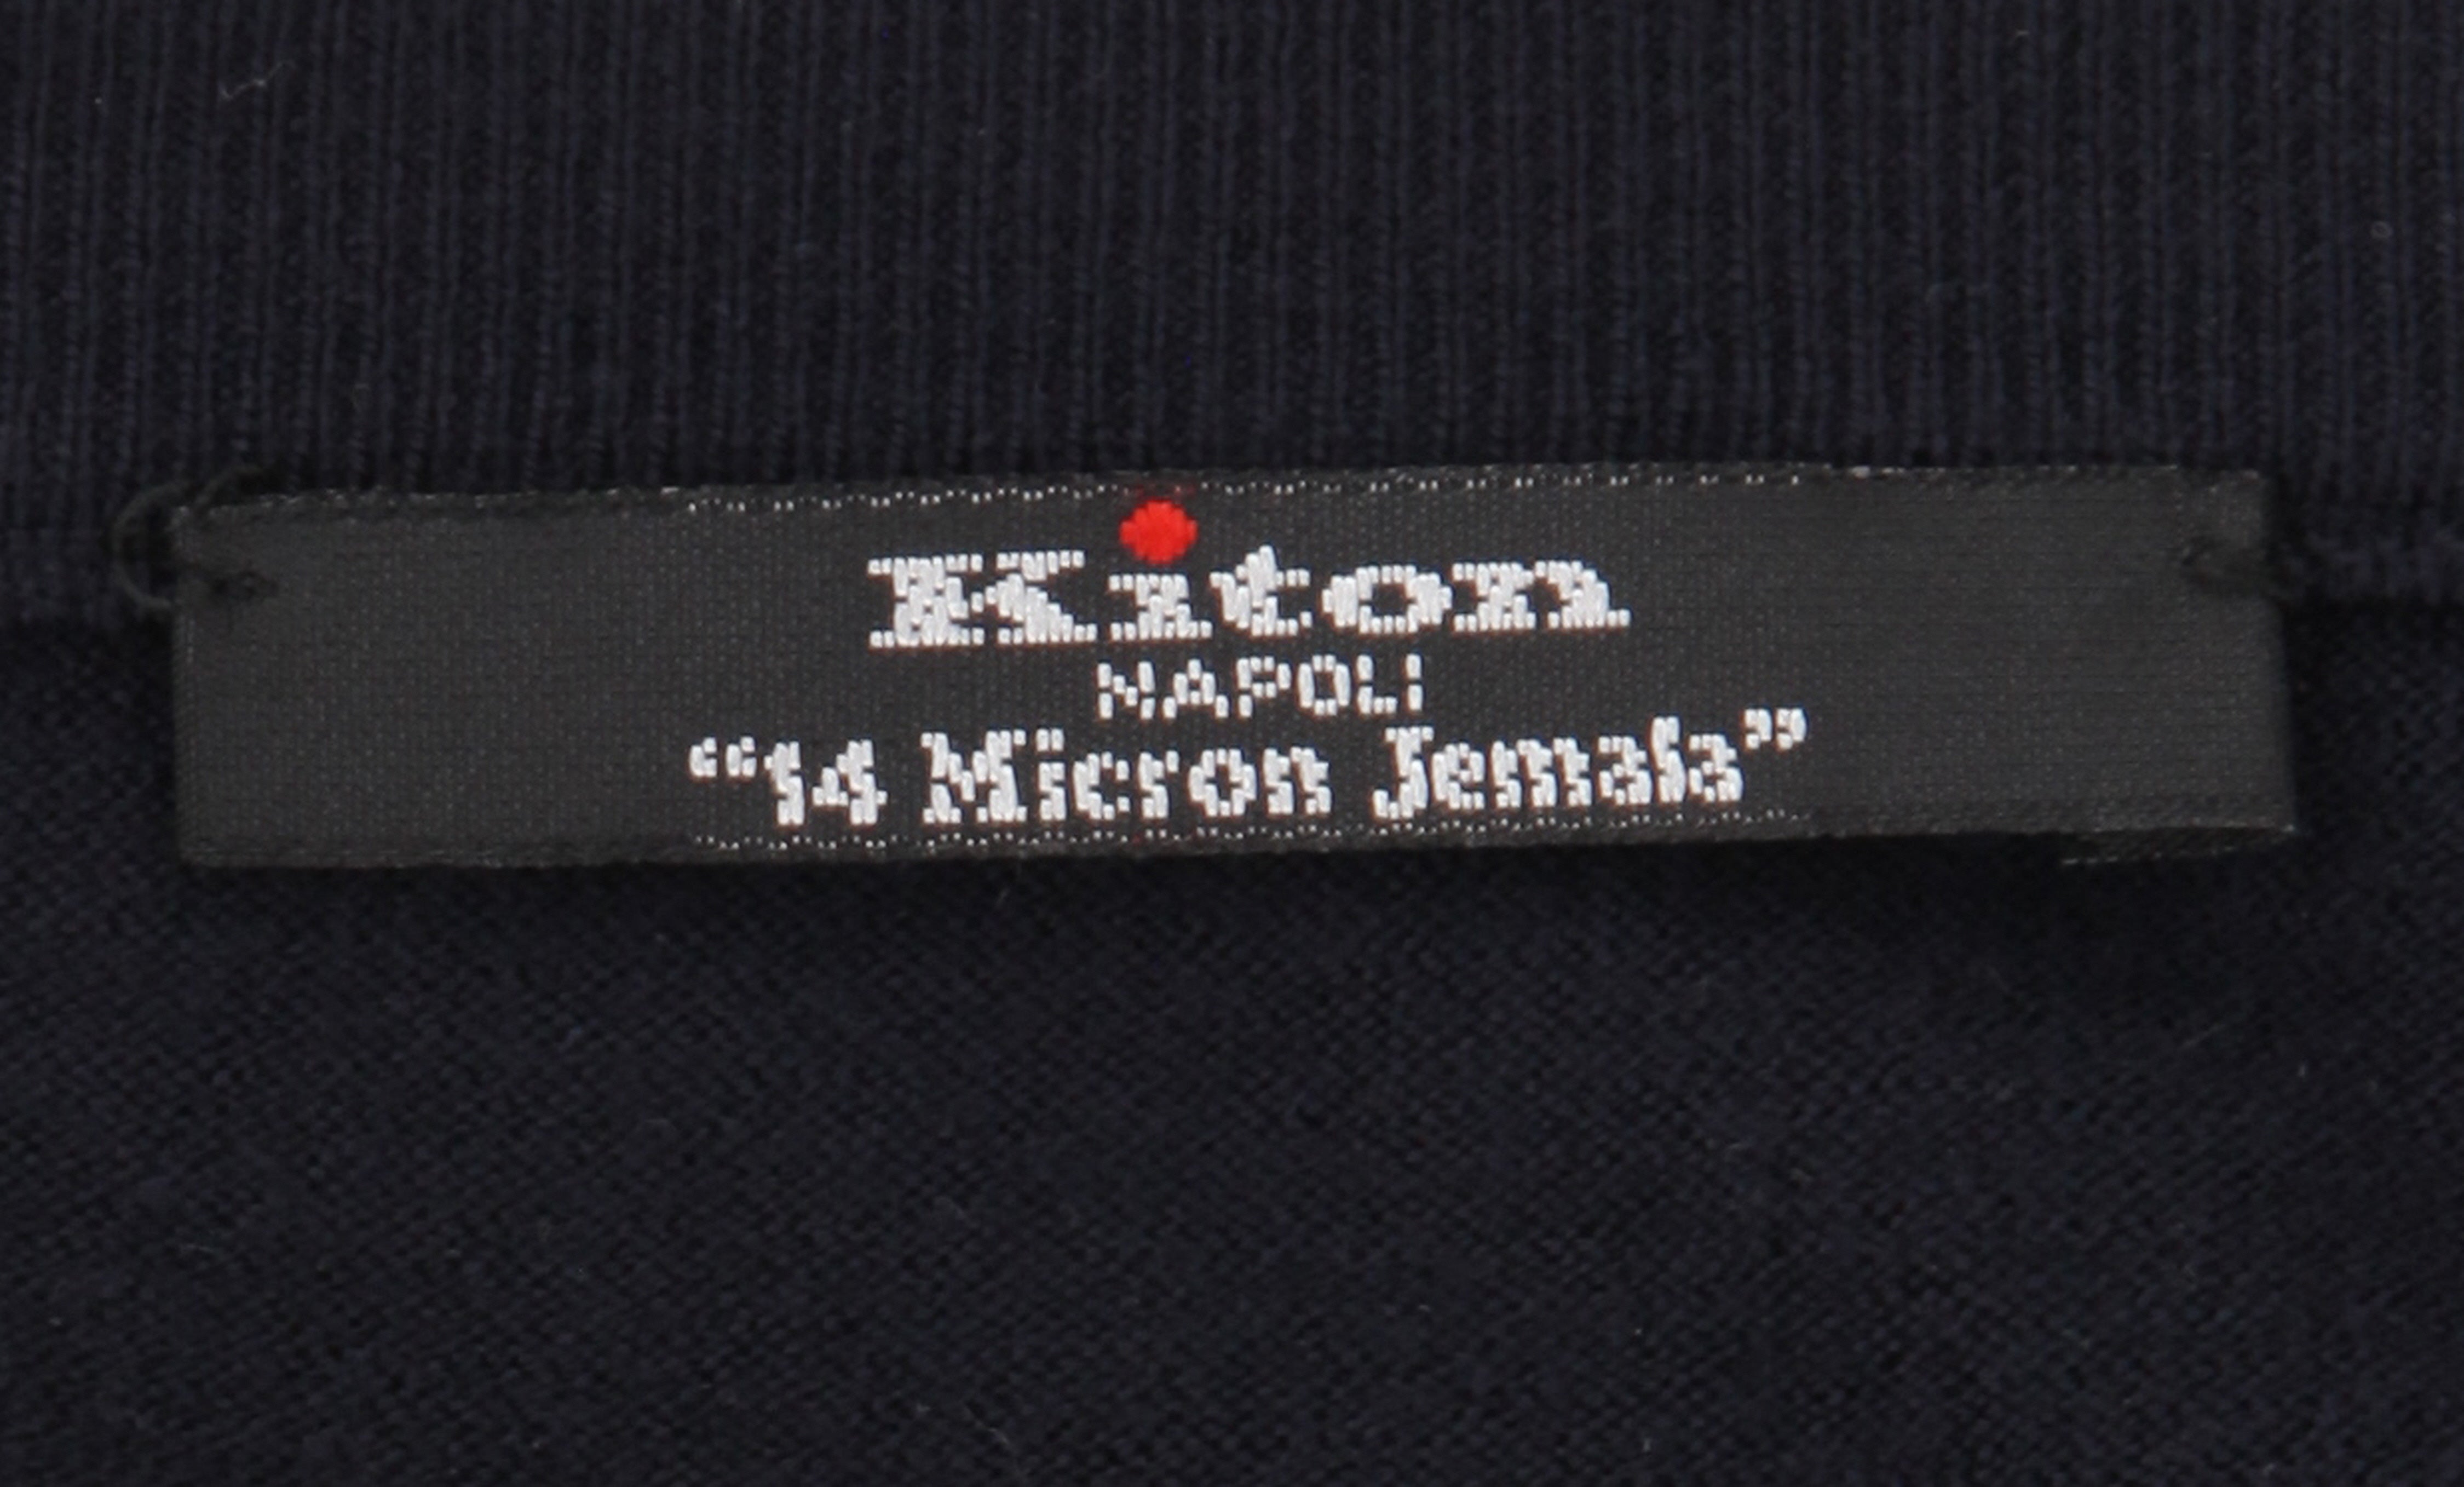 Kiton
NAPOLI
“14 Micron Jemala”